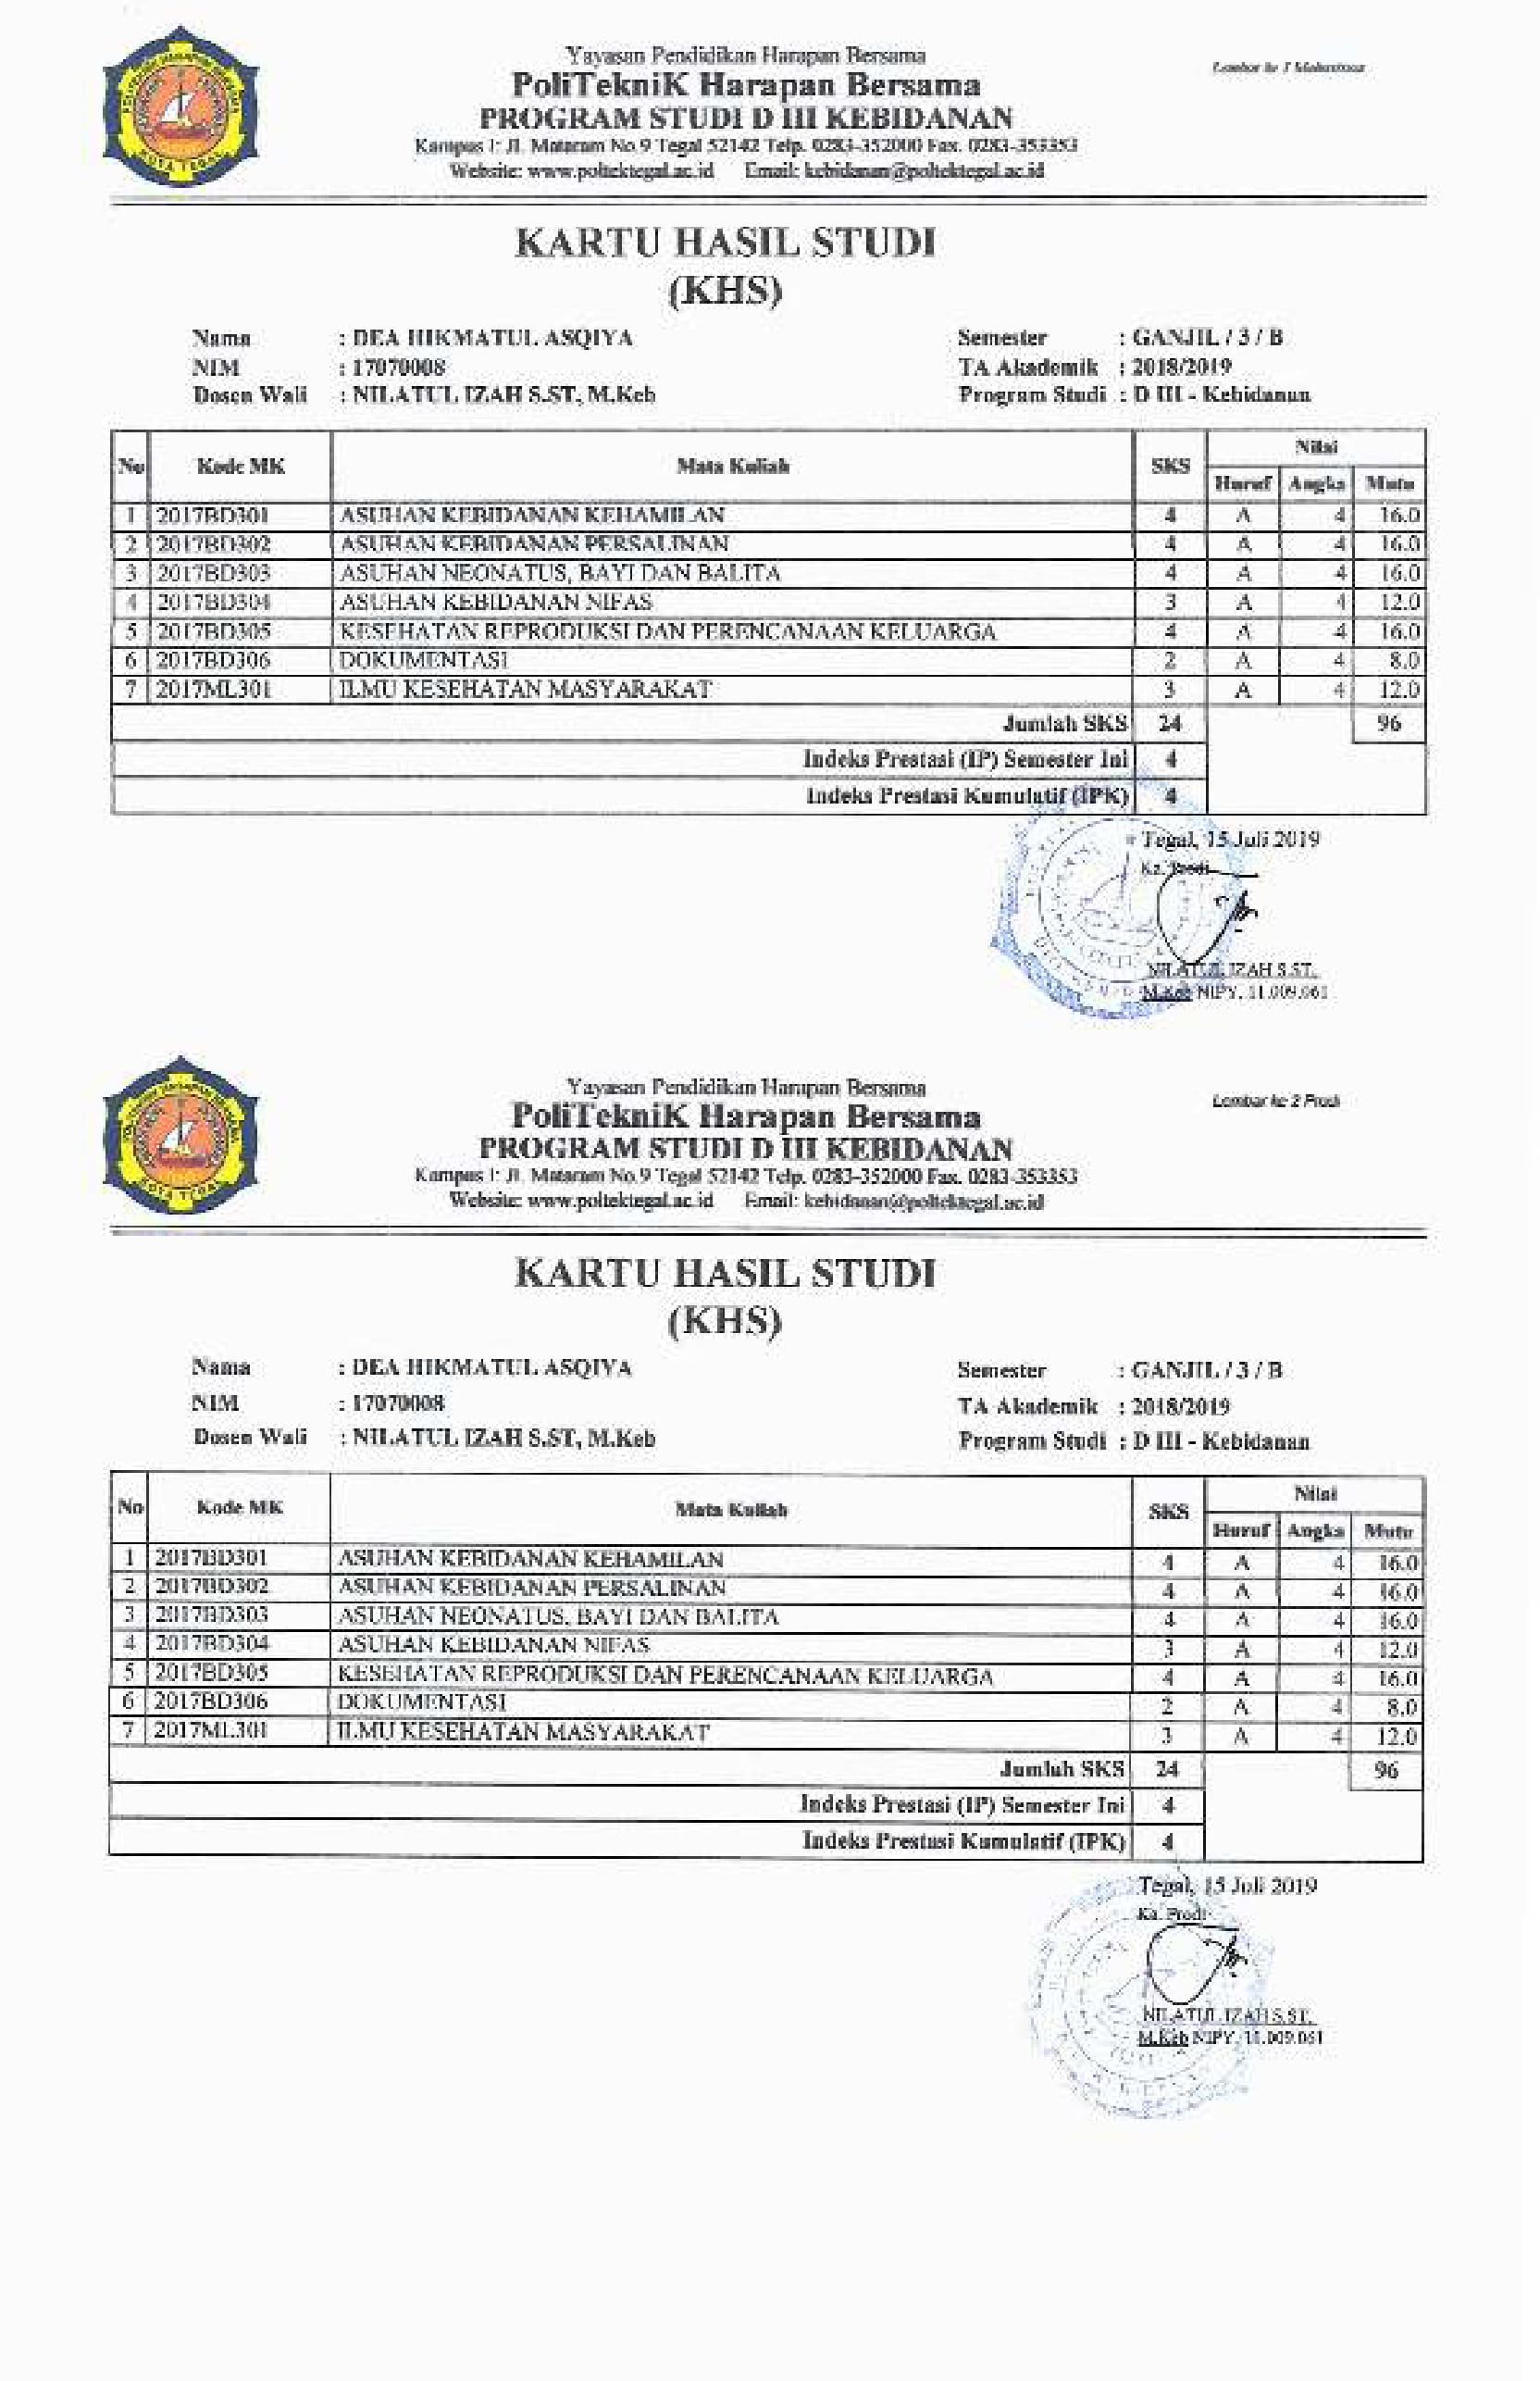 Yayasan Pendidikan Harapan Bersama
Lembar ke 1 Mahasiswa
PoliTekniK Harapan Bersama
PROGRAM STUDI D III KEBIDANAN
Kampus I: Jl. Mataram No.9 Tegal 52142 Telp. 0283-352000 Fax. 0283-353353
Website: www.poltektegal.ac.id Email: kebidanan@poltektegal.ac.id
KOTA TEGAL
KARTU HASIL STUDI
(KHS)
Nama : DEA HIKMATUL ASQIYA Semester : GANJIL / 3 / B
NIM : 17070008 TA Akademik : 2018/2019
Dosen Wali : NILATUL IZAH S.ST, M.Keb Program Studi : D III - Kebidanan
No Kode MK Mata Kuliah SKS Nilai
Huruf Angka Mutu
1 2017BD301 ASUHAN KEBIDANAN KEHAMILAN 4 A 4 16.0
2 2017BD302 ASUHAN KEBIDANAN PERSALINAN 4 A 4 16.0
3 2017BD303 ASUHAN NEONATUS, BAYI DAN BALITA 4 A 4 16.0
4 2017BD304 ASUHAN KEBIDANAN NIFAS 3 A 4 12.0
5 2017BD305 KESEHATAN REPRODUKSI DAN PERENCANAAN KELUARGA 4 A 4 16.0
6 2017BD306 DOKUMENTASI 2 A 4 8.0
7 2017ML301 ILMU KESEHATAN MASYARAKAT 3 A 4 12.0
Jumlah SKS 24 96
Indeks Prestasi (IP) Semester Ini 4
Indeks Prestasi Kumulatif (IPK) 4
Tegal, 15 Juli 2019
Ka. Prodi
NILATUL IZAH S.ST,
M.Keb NIPY. 11.009.061
Yayasan Pendidikan Harapan Bersama
Lembar ke 2 Prodi
PoliTekniK Harapan Bersama
PROGRAM STUDI D III KEBIDANAN
Kampus I: Jl. Mataram No.9 Tegal 52142 Telp. 0283-352000 Fax. 0283-353353
Website: www.poltektegal.ac.id Email: kebidanan@poltektegal.ac.id
KOTA TEGAL
KARTU HASIL STUDI
(KHS)
Nama : DEA HIKMATUL ASQIYA Semester : GANJIL / 3 / B
NIM : 17070008 TA Akademik : 2018/2019
Dosen Wali : NILATUL IZAH S.ST, M.Keb Program Studi : D III - Kebidanan
No Kode MK Mata Kuliah SKS Nilai
Huruf Angka Mutu
1 2017BD301 ASUHAN KEBIDANAN KEHAMILAN 4 A 4 16.0
2 2017BD302 ASUHAN KEBIDANAN PERSALINAN 4 A 4 16.0
3 2017BD303 ASUHAN NEONATUS, BAYI DAN BALITA 4 A 4 16.0
4 2017BD304 ASUHAN KEBIDANAN NIFAS 3 A 4 12.0
5 2017BD305 KESEHATAN REPRODUKSI DAN PERENCANAAN KELUARGA 4 A 4 16.0
6 2017BD306 DOKUMENTASI 2 A 4 8.0
7 2017ML301 ILMU KESEHATAN MASYARAKAT 3 A 4 12.0
Jumlah SKS 24 96
Indeks Prestasi (IP) Semester Ini 4
Indeks Prestasi Kumulatif (IPK) 4
Tegal, 15 Juli 2019
Ka. Prodi
NILATUL IZAH S.ST,
M.Keb NIPY. 11.009.061